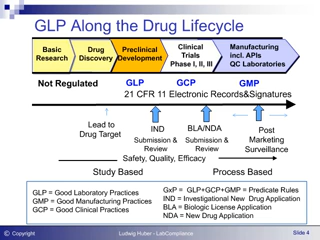 GLP Along the Drug Lifecycle
Basic
Research
Drug
Discovery
Preclinical
Development
Clinical
Trials
Phase I, II, III
Manufacturing
incl. APIs
QC Laboratories
Not Regulated
GLP
GCP
GMP
21 CFR 11 Electronic Records&Signatures
Lead to
Drug Target
IND
Submission &
Review
BLA/NDA
Submission &
Review
Post
Marketing
Surveillance
Safety, Quality, Efficacy
Study Based
Process Based
GLP = Good Laboratory Practices
GMP = Good Manufacturing Practices
GCP = Good Clinical Practices
GxP = GLP+GCP+GMP = Predicate Rules
IND = Investigational New Drug Application
BLA = Biologic License Application
NDA = New Drug Application
© Copyright
Ludwig Huber - LabCompliance
Slide 4